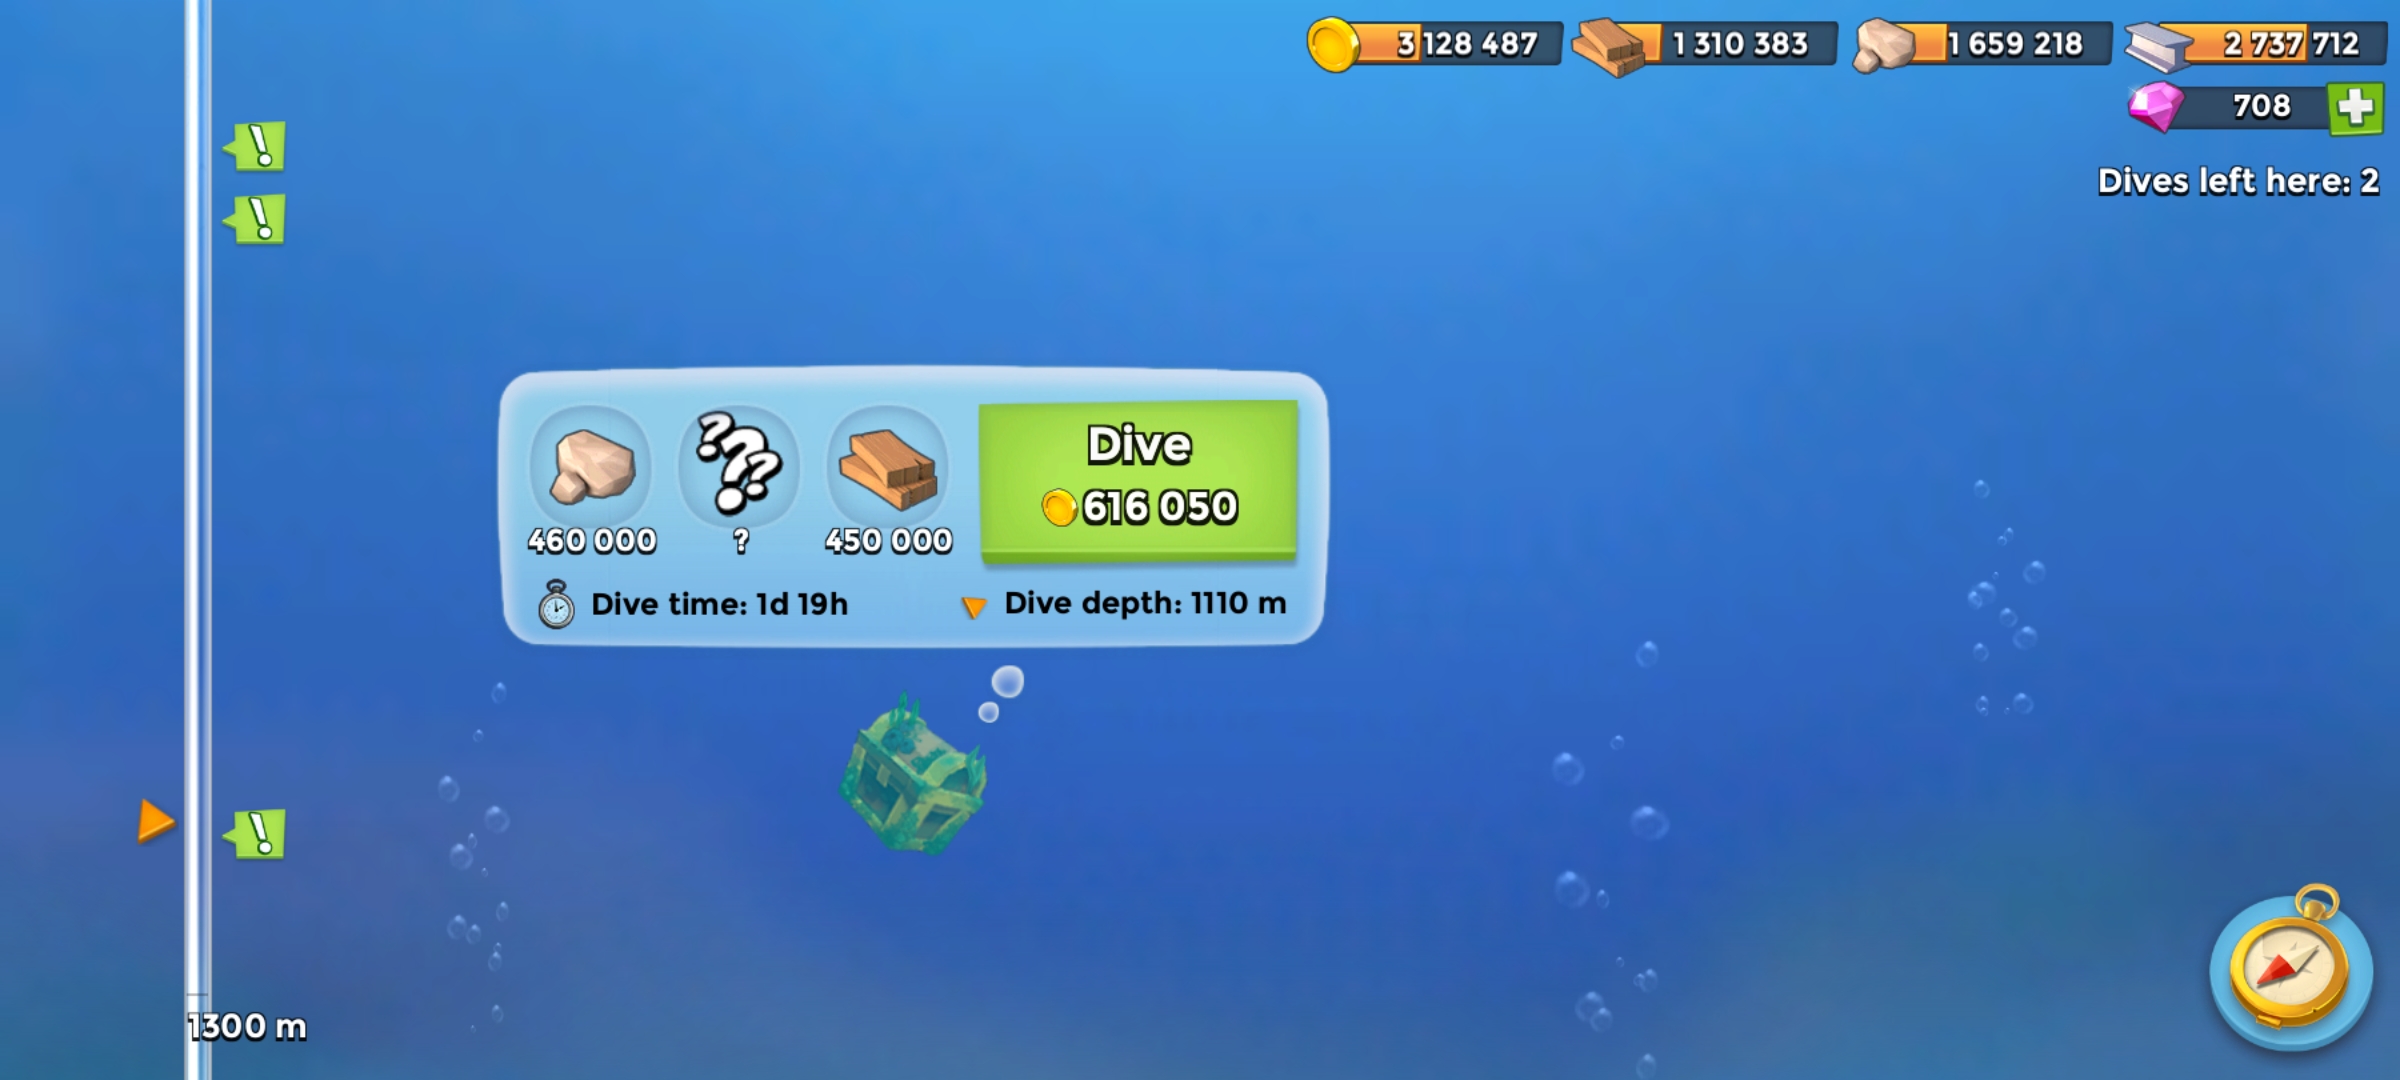 3 128 487
1 310 383
1 659 218
2 737 712
708
Dives left here: 2
Dive
616 050
460 000
?
450 000
Dive time: 1d 19h
Dive depth: 1110 m
1300 m